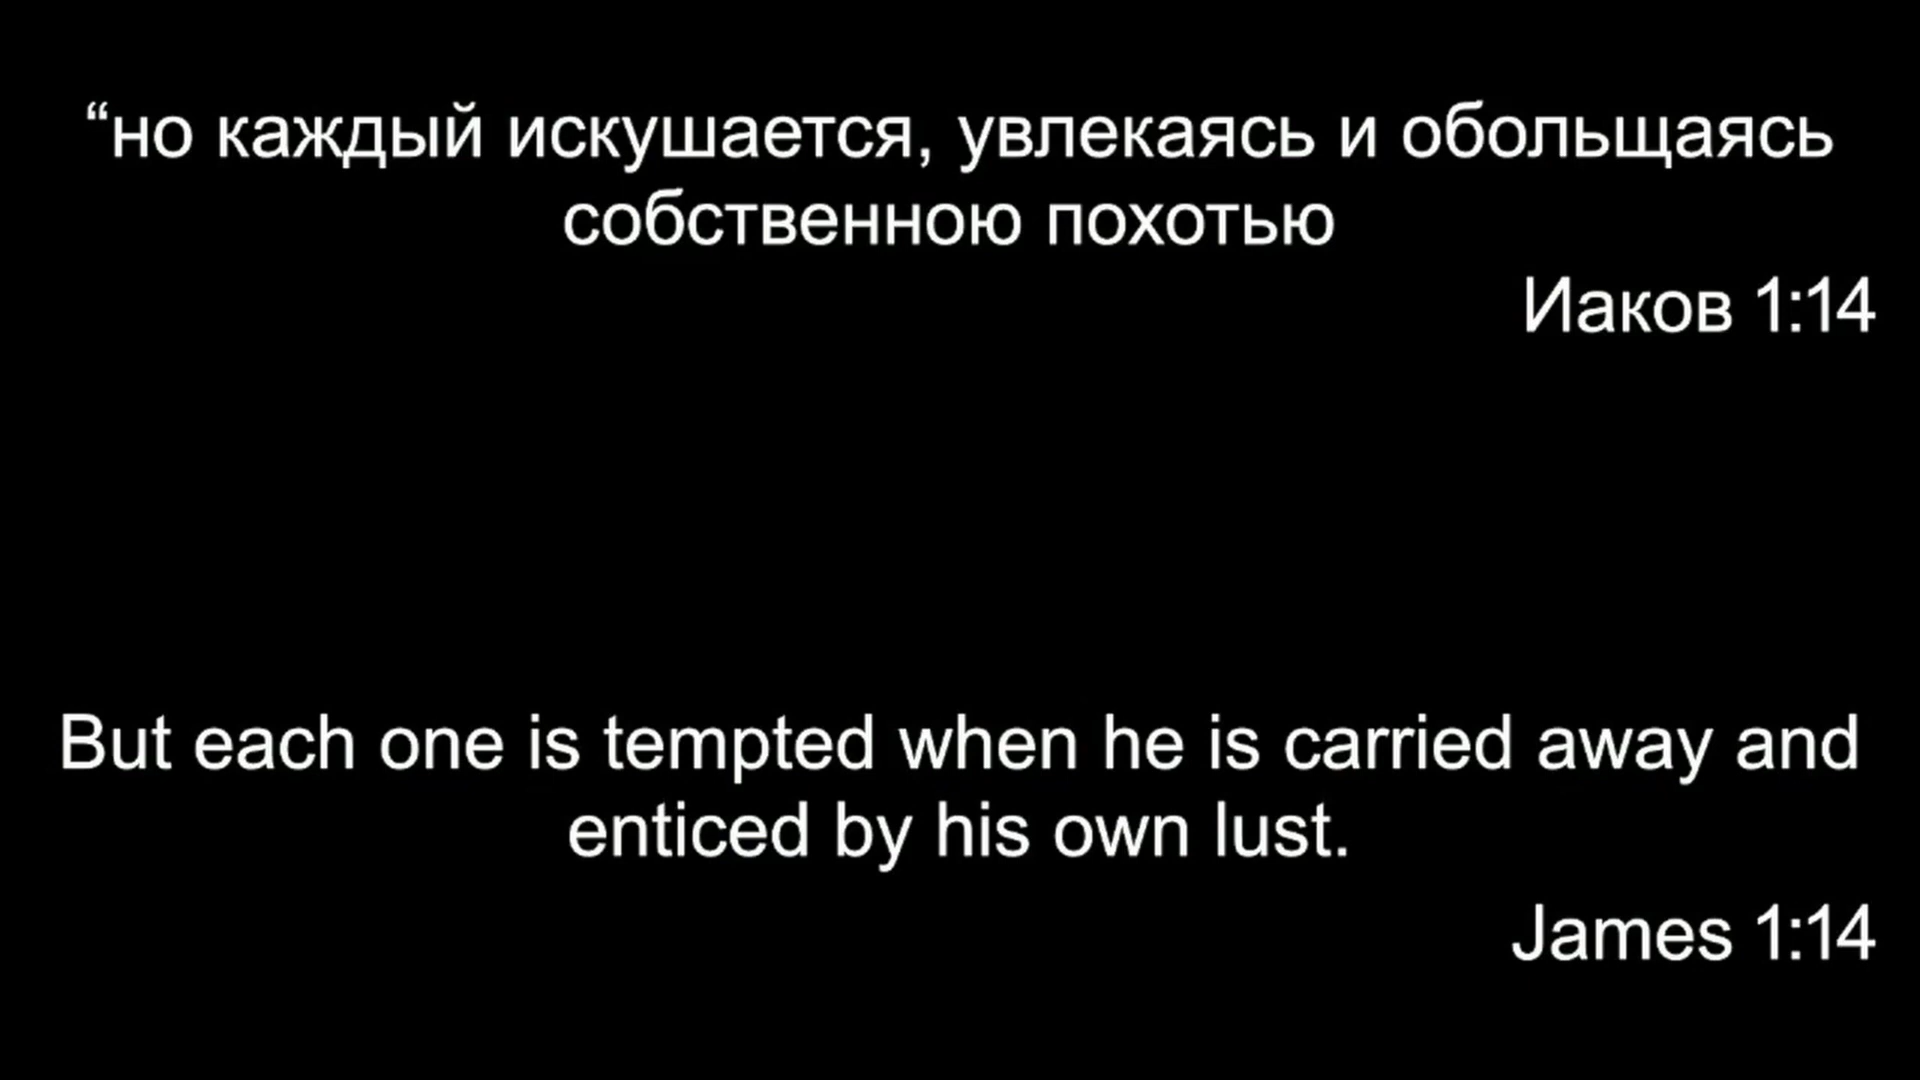 “но каждый искушается, увлекаясь и обольщаясь
собственною похотью
Иаков 1:14
But each one is tempted when he is carried away and
enticed by his own lust.
James 1:14